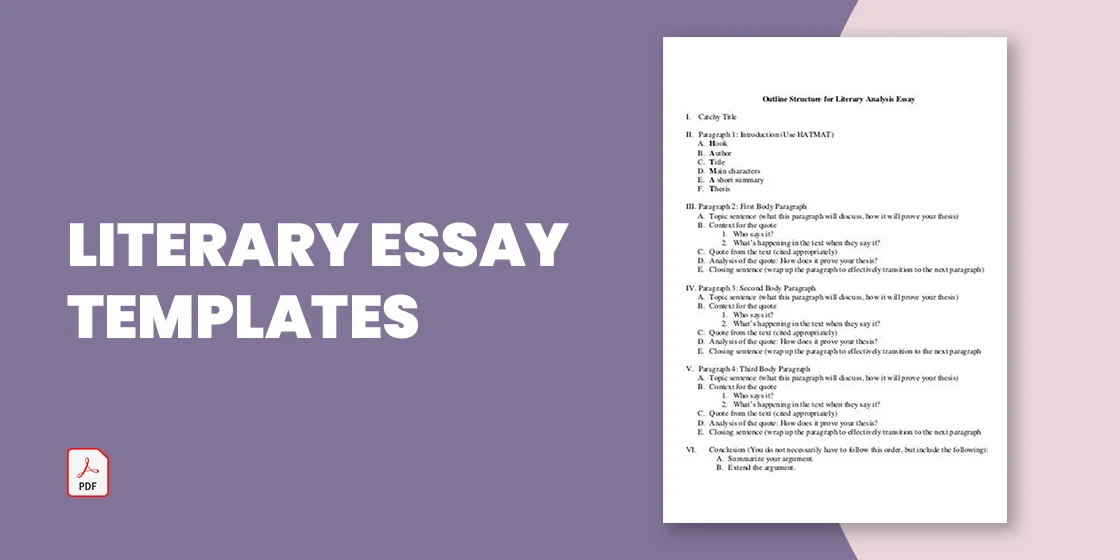 LITERARY ESSAY
TEMPLATES
PDF
Outline Structure for Literary Analysis Essay
I. Catchy Title
II. Paragraph 1: Introduction (Use HATMAT)
A. Hook
B. Author
C. Title
D. Main characters
E. A short summary
F. Thesis
III. Paragraph 2: First Body Paragraph
A. Topic sentence (what this paragraph will discuss, how it will prove your thesis)
B. Context for the quote
1. Who says it?
2. What's happening in the text when they say it?
C. Quote from the text (cited appropriately)
D. Analysis of the quote: How does it prove your thesis?
E. Closing sentence (wrap up the paragraph to effectively transition to the next paragraph)
IV. Paragraph 3: Second Body Paragraph
A. Topic sentence (what this paragraph will discuss, how it will prove your thesis)
B. Context for the quote
1. Who says it?
2. What's happening in the text when they say it?
C. Quote from the text (cited appropriately)
D. Analysis of the quote: How does it prove your thesis?
E. Closing sentence (wrap up the paragraph to effectively transition to the next paragraph
V. Paragraph 4: Third Body Paragraph
A. Topic sentence (what this paragraph will discuss, how it will prove your thesis)
B. Context for the quote
1. Who says it?
2. What's happening in the text when they say it?
C. Quote from the text (cited appropriately)
D. Analysis of the quote: How does it prove your thesis?
E. Closing sentence (wrap up the paragraph to effectively transition to the next paragraph
VI. Conclusion (You do not necessarily have to follow this order, but include the following):
A. Summarize your argument.
B. Extend the argument.